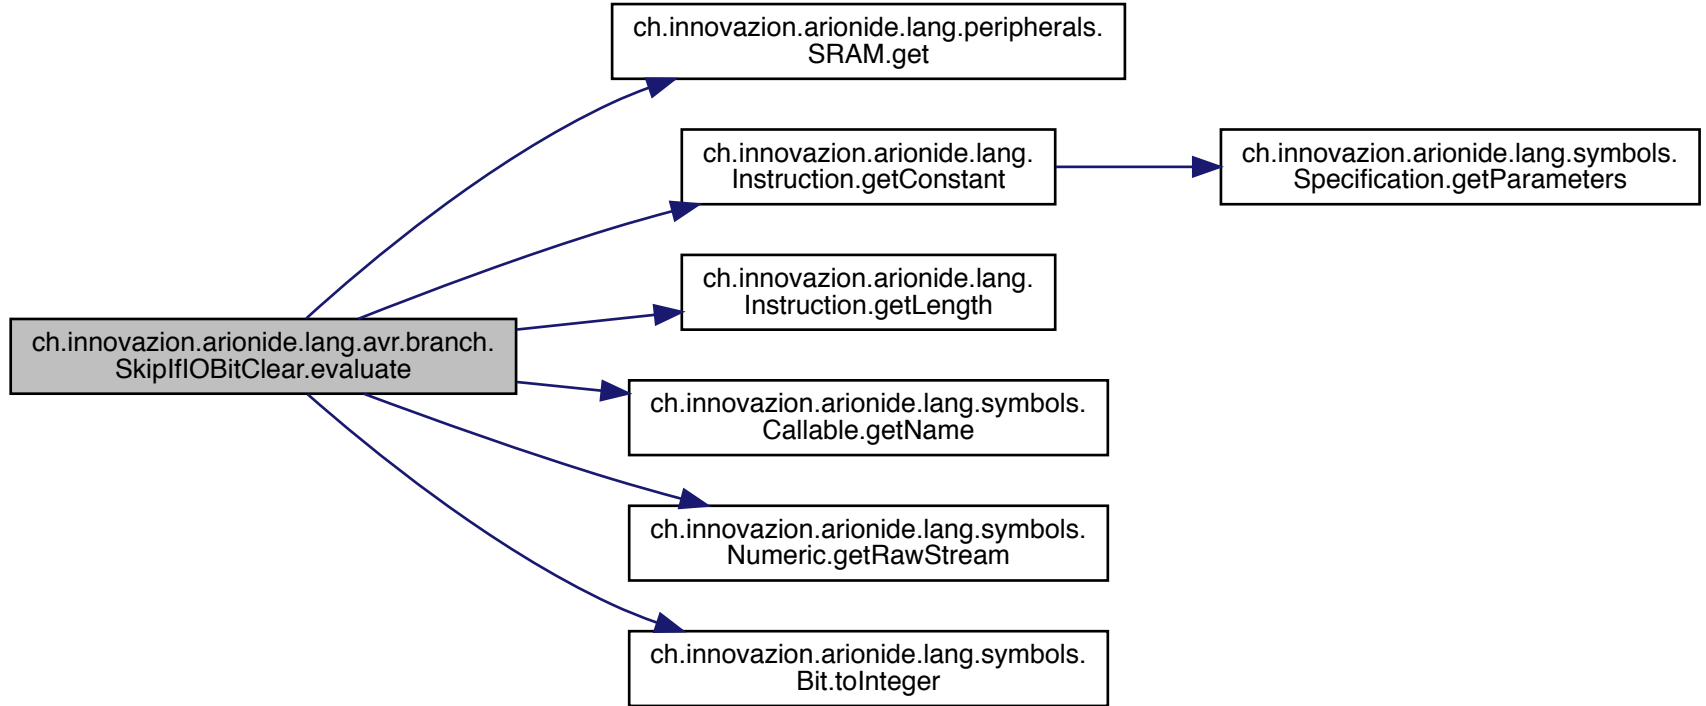 ch.innovazion.arionide.lang.avr.branch.
SkipIfIOBitClear.evaluate
ch.innovazion.arionide.lang.peripherals.
SRAM.get
ch.innovazion.arionide.lang.
Instruction.getConstant
ch.innovazion.arionide.lang.symbols.
Specification.getParameters
ch.innovazion.arionide.lang.
Instruction.getLength
ch.innovazion.arionide.lang.symbols.
Callable.getName
ch.innovazion.arionide.lang.symbols.
Numeric.getRawStream
ch.innovazion.arionide.lang.symbols.
Bit.toInteger